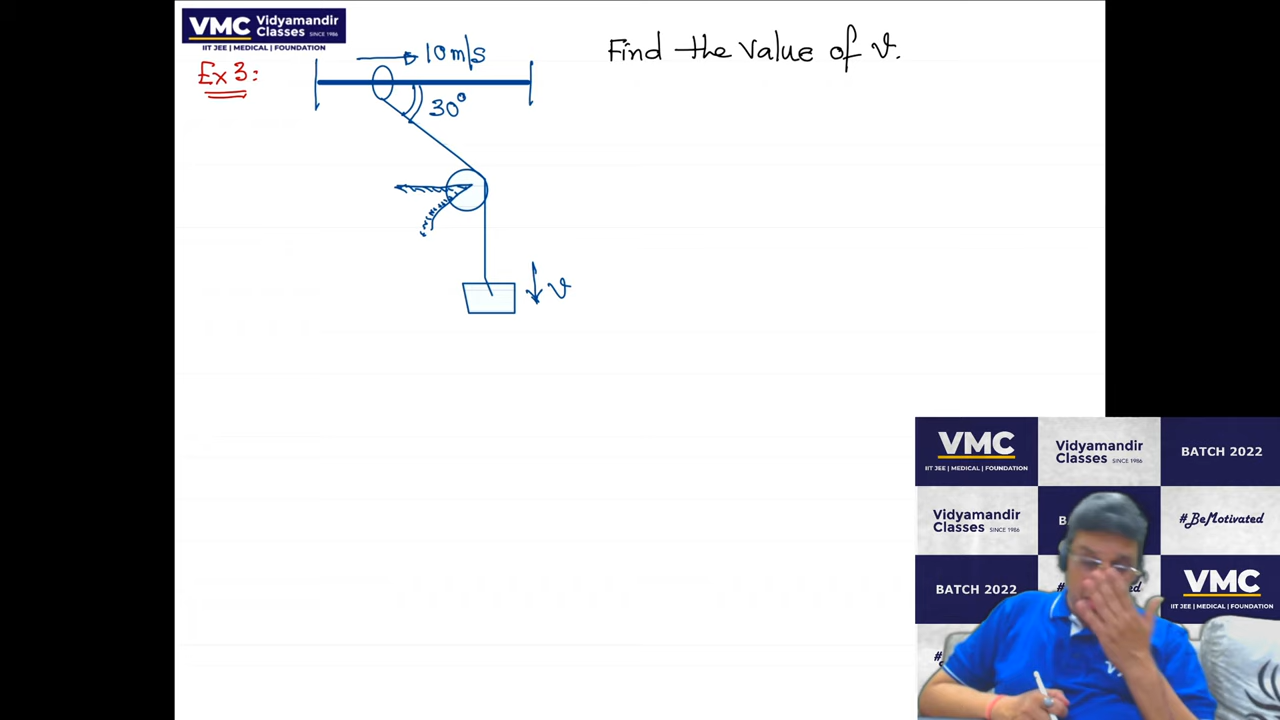 VMC Vidyamandir Classes SINCE 1986
IIT JEE | MEDICAL | FOUNDATION
Ex 3:
10 m/s
Find the value of v.
30°
v
VMC
IIT JEE | MEDICAL | FOUNDATION
Vidyamandir
Classes SINCE 1986
BATCH 2022
Vidyamandir
Classes SINCE 1986
#BeMotivated
BATCH 2022
VMC
IIT JEE | MEDICAL | FOUNDATION